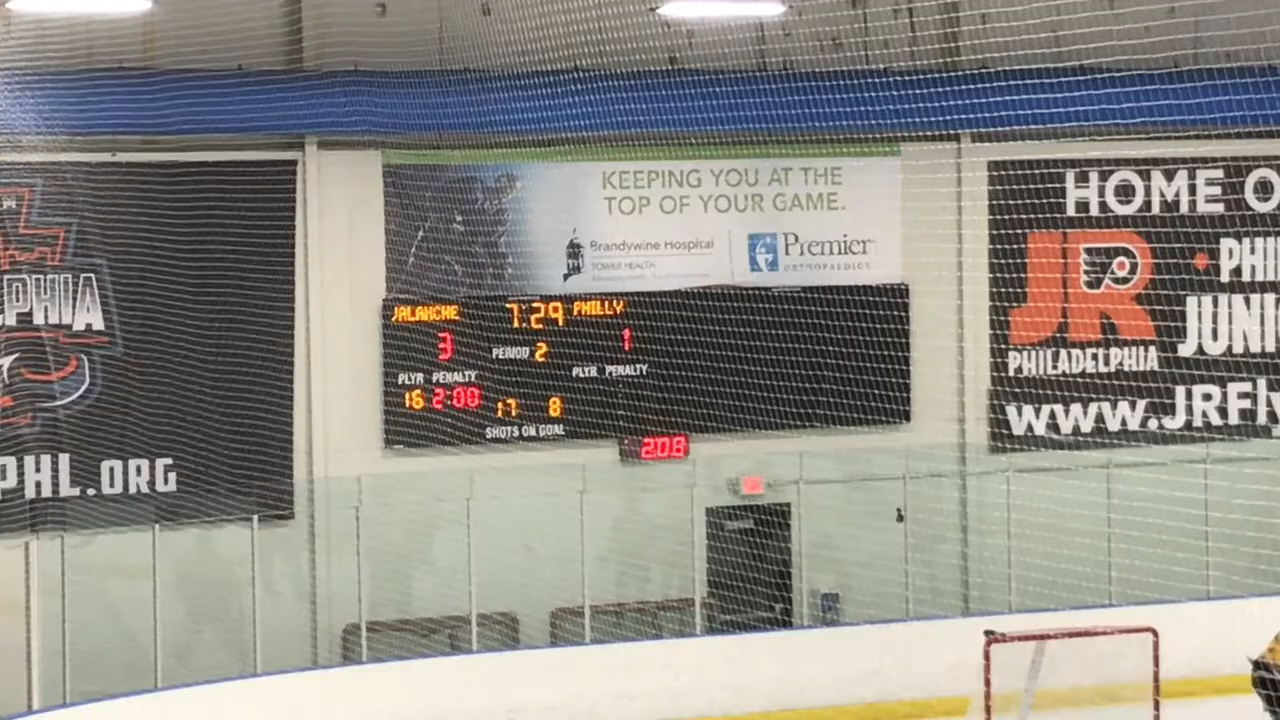 PHIA
PHL.ORG
KEEPING YOU AT THE
TOP OF YOUR GAME.
Brandywine Hospital
TOWER HEALTH
Premier
ORTHOPAEDICS
JALANCHE 7:29 PHILLY
3 PERIOD 2 1
PLYR PENALTY PLYR PENALTY
16 2:00 17 8
SHOTS ON GOAL
2:08
HOME O
JR
PHI
JUNI
PHILADELPHIA
www.JRFly